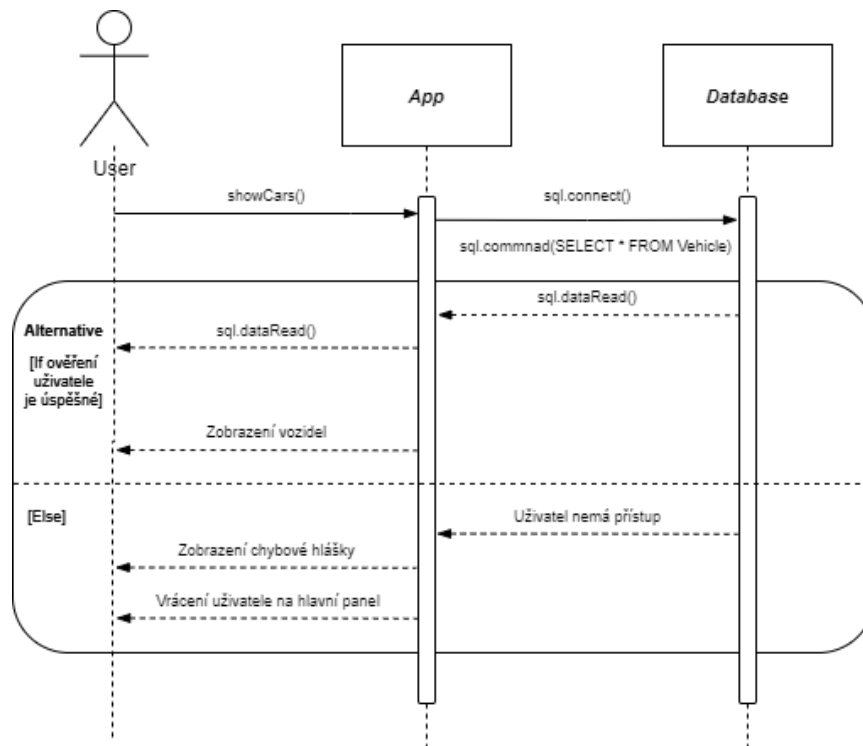 User
App
Database
showCars()
sql.connect()
sql.commnad(SELECT * FROM Vehicle)
Alternative
[If ověření
uživatele
je úspěšné]
sql.dataRead()
sql.dataRead()
Zobrazení vozidel
[Else]
Uživatel nemá přístup
Zobrazení chybové hlášky
Vrácení uživatele na hlavní panel